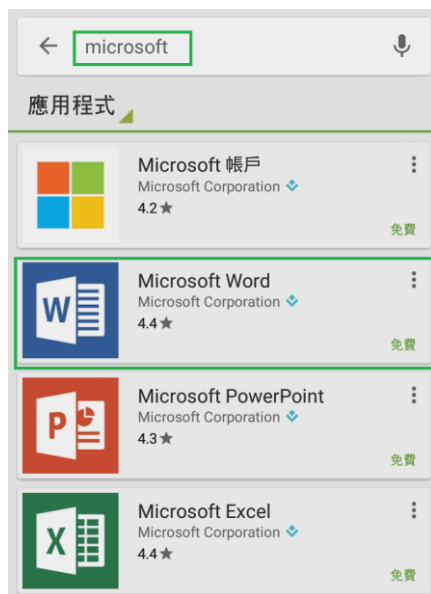 microsoft
應用程式
Microsoft 帳戶
Microsoft Corporation
4.2★
免費
Microsoft Word
Microsoft Corporation
4.4★
免費
Microsoft PowerPoint
Microsoft Corporation
4.3★
免費
Microsoft Excel
Microsoft Corporation
4.4★
免費
W
P
X